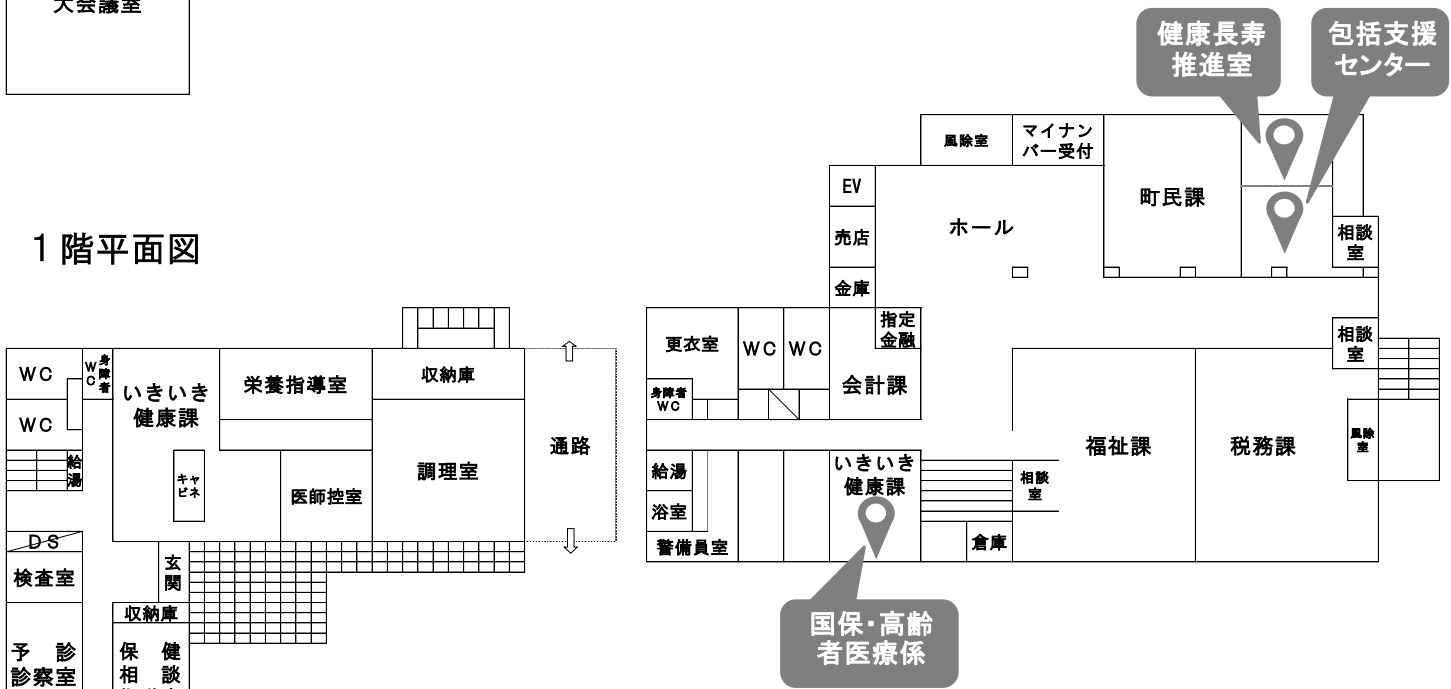 大会議室
健康長寿
推進室
包括支援
センター
風除室
マイナン
バー受付
EV
町民課
売店
ホール
相談
室
1階平面図
金庫
指定
金融
更衣室
WC
WC
会計課
相談
室
WC
身障者
WC
いきいき
健康課
栄養指導室
収納庫
身障者
WC
WC
通路
福祉課
税務課
風除
室
給
湯
キャ
ビネ
医師控室
調理室
給湯
いきいき
健康課
相談
室
浴室
DS
警備員室
倉庫
検査室
玄
関
収納庫
国保・高齢
者医療係
予診
診察室
保健
相談